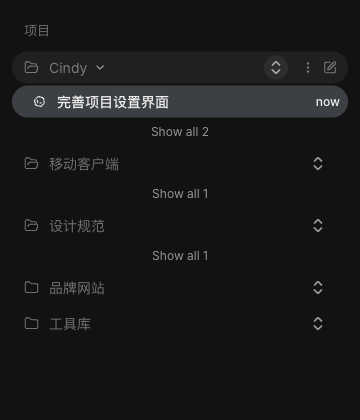 项目
Cindy
完善项目设置界面 now
Show all 2
移动客户端
Show all 1
设计规范
Show all 1
品牌网站
工具库